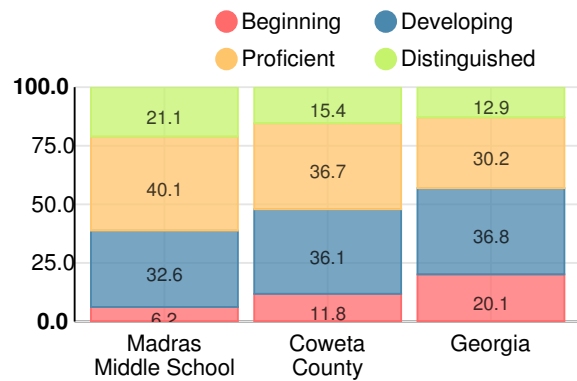 Beginning
Developing
Proficient
Distinguished
100.0
75.0
50.0
25.0
0.0
21.1
40.1
32.6
6.2
15.4
36.7
36.1
11.8
12.9
30.2
36.8
20.1
Madras
Middle School
Coweta
County
Georgia